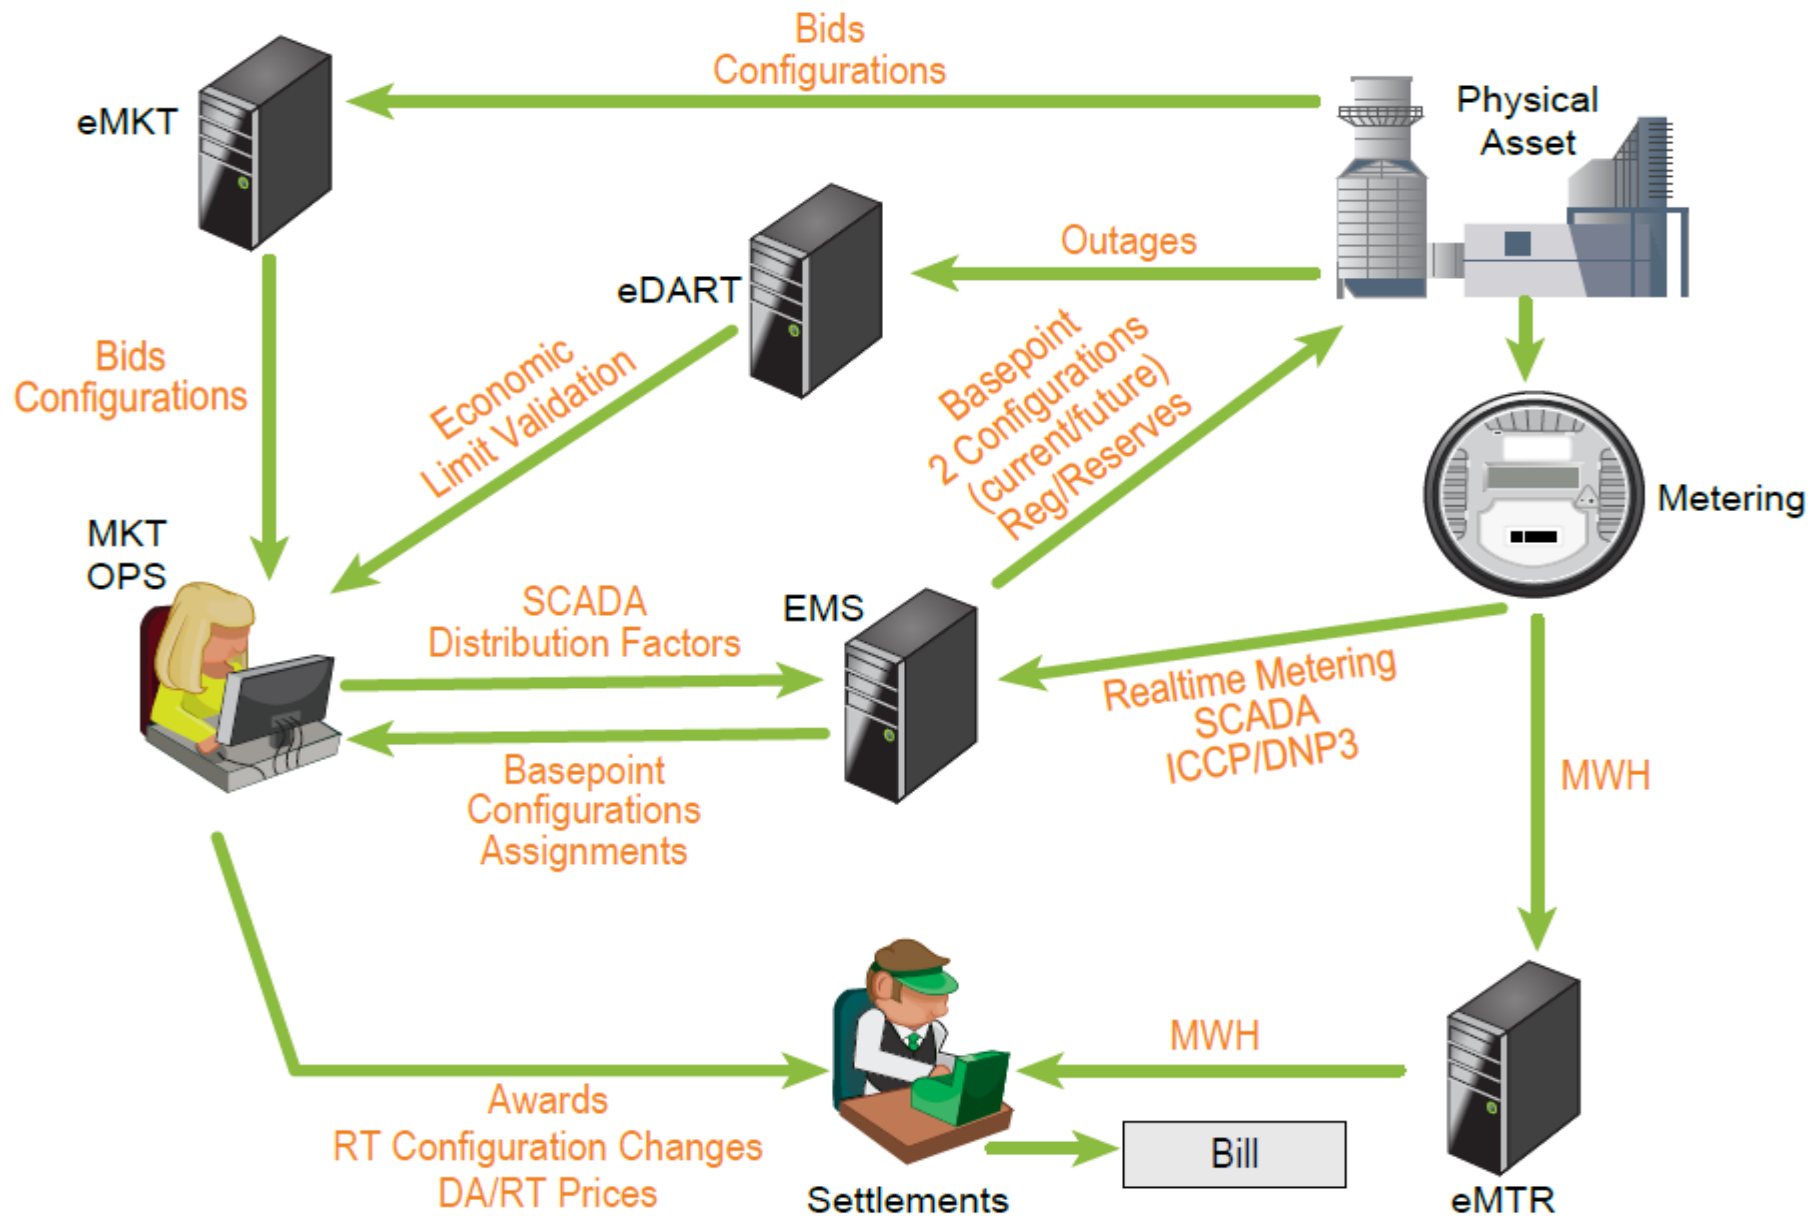 Bids
Configurations
eMKT
Physical
Asset
Outages
eDART
Bids
Configurations
Economic
Limit Validation
Basepoint
2 Configurations
(current/future)
Reg/Reserves
Metering
MKT
OPS
SCADA
Distribution Factors
EMS
Realtime Metering
SCADA
ICCP/DNP3
Basepoint
Configurations
Assignments
MWH
MWH
Awards
RT Configuration Changes
DA/RT Prices
Bill
Settlements
eMTR